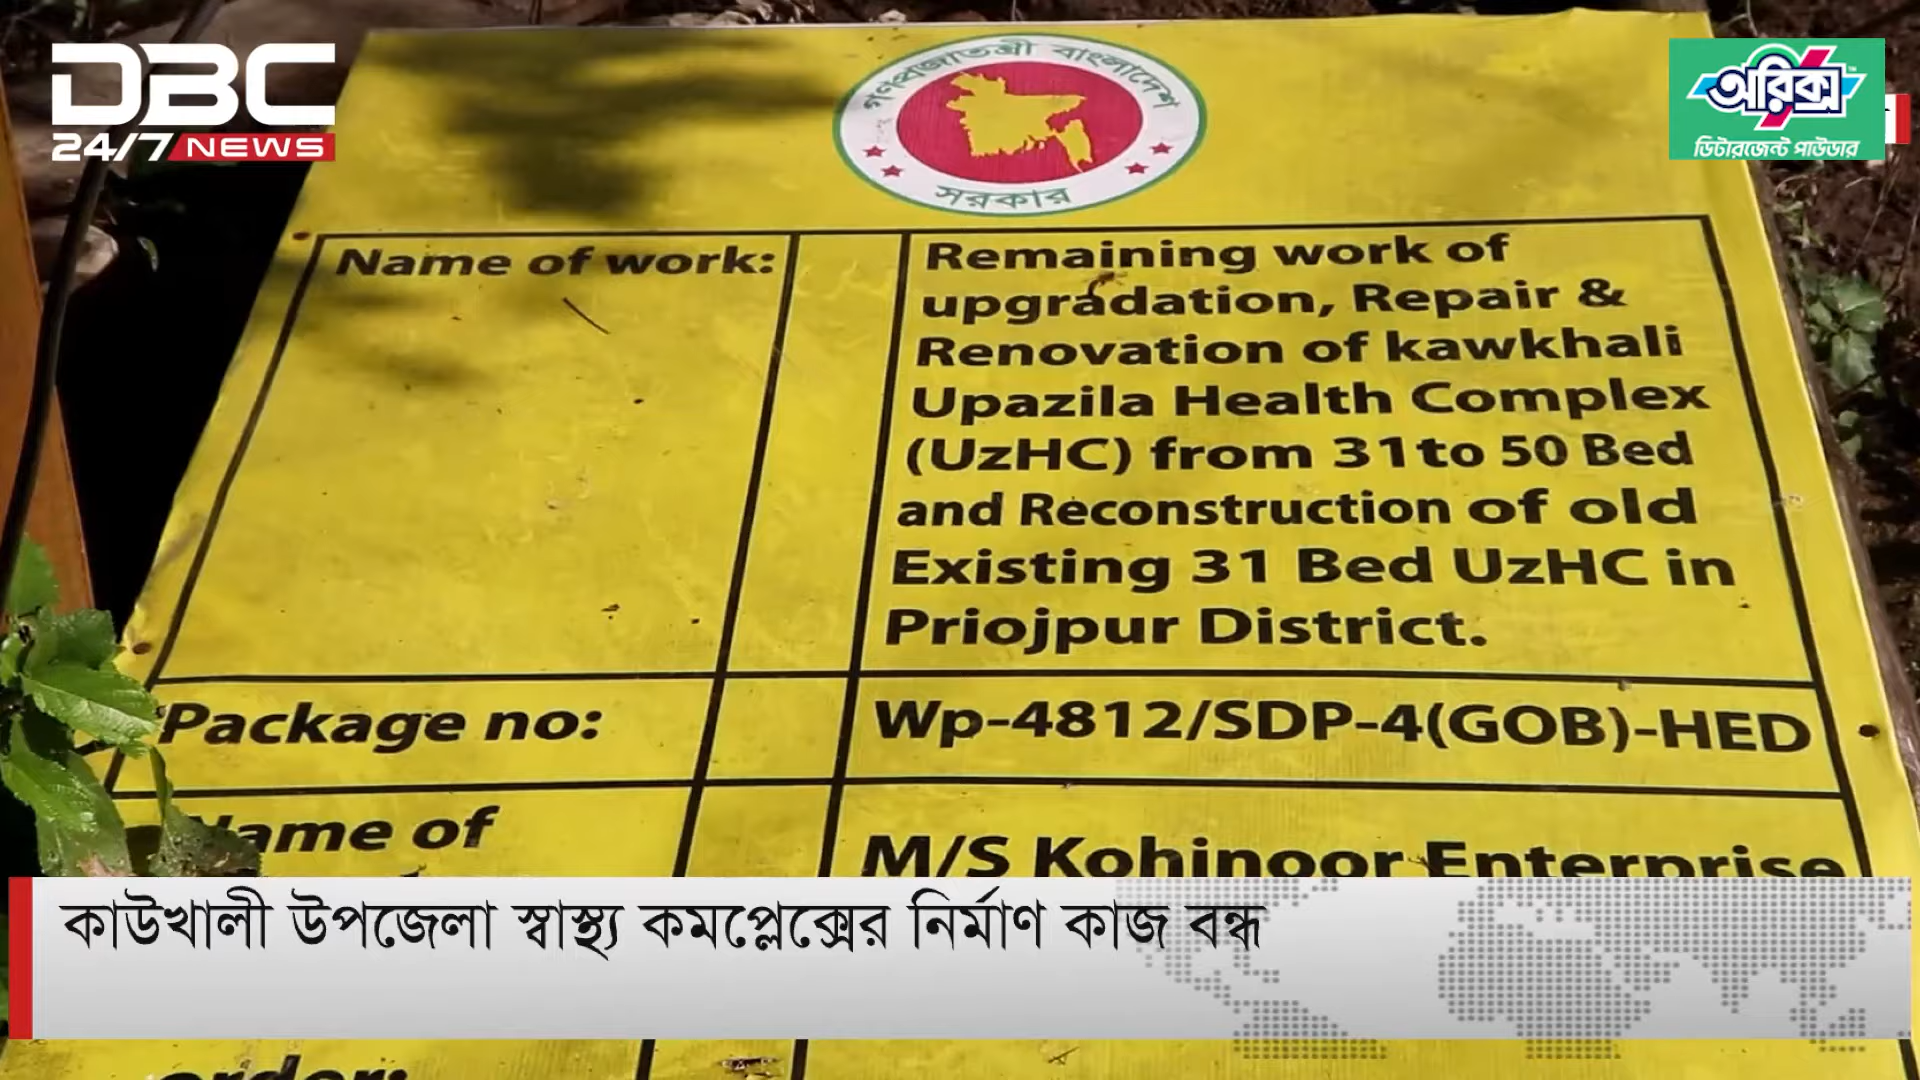 DBC
24/7 NEWS
গণপ্রজাতন্ত্রী বাংলাদেশ
সরকার
অরিক্স
ডিটারজেন্ট পাউডার
Name of work:
Remaining work of
upgradation, Repair &
Renovation of kawkhali
Upazila Health Complex
(UzHC) from 31to 50 Bed
and Reconstruction of old
Existing 31 Bed UzHC in
Priojpur District.
Package no:
Wp-4812/SDP-4(GOB)-HED
Name of
M/S Kohinoor Enterprise
কাউখালী উপজেলা স্বাস্থ্য কমপ্লেক্সের নির্মাণ কাজ বন্ধ
order: